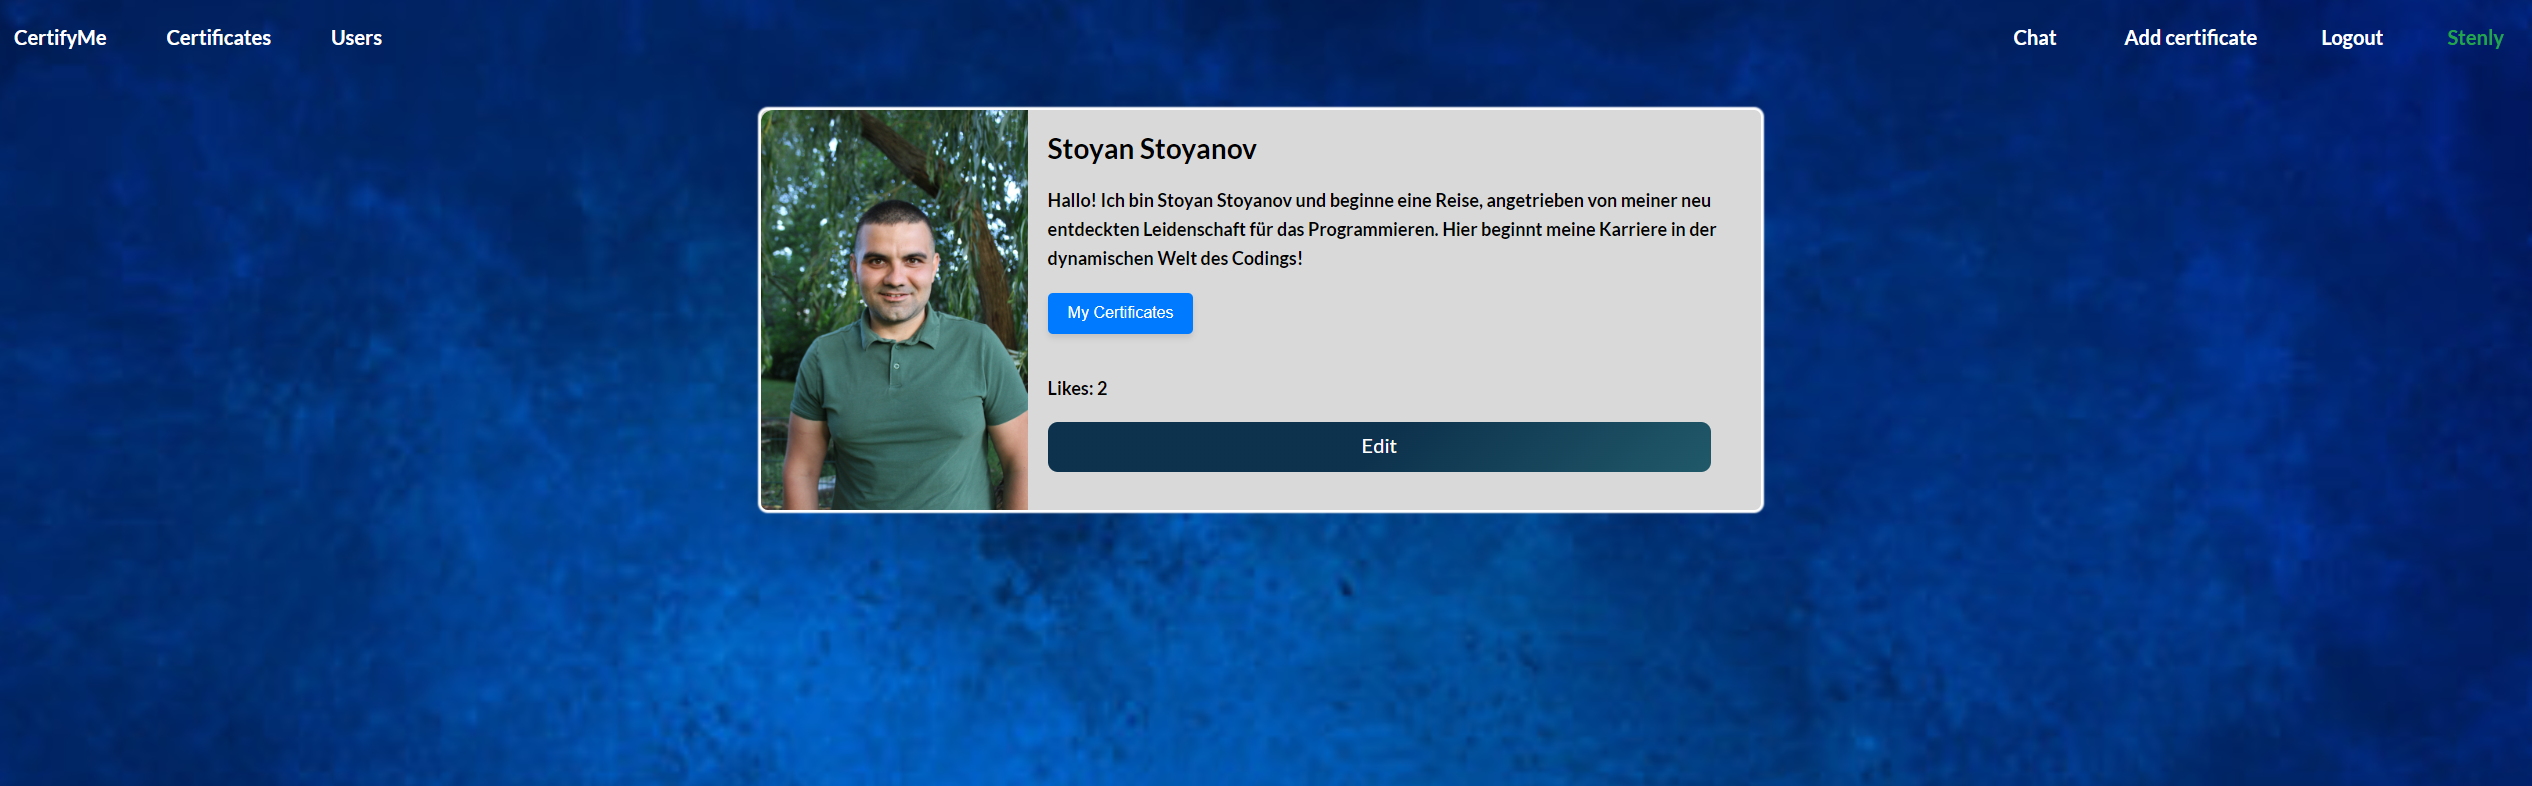 CertifyMe Certificates Users Chat Add certificate Logout Stenly
Stoyan Stoyanov
Hallo! Ich bin Stoyan Stoyanov und beginne eine Reise, angetrieben von meiner neu
entdeckten Leidenschaft für das Programmieren. Hier beginnt meine Karriere in der
dynamischen Welt des Codings!
My Certificates
Likes: 2
Edit